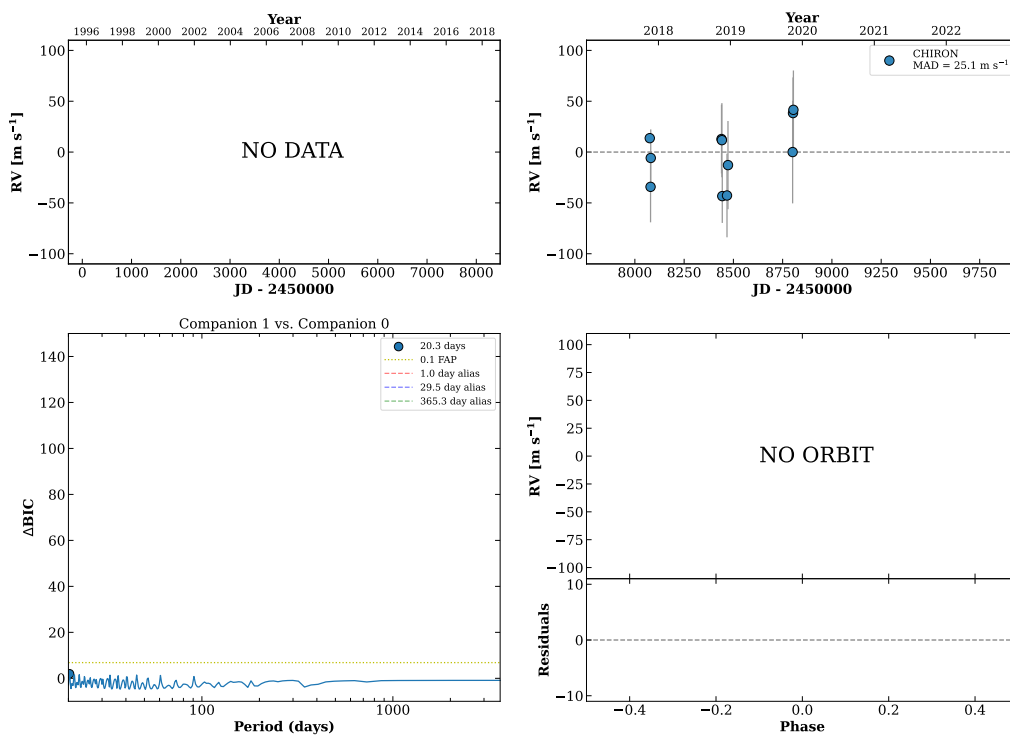 Year
1996 1998 2000 2002 2004 2006 2008 2010 2012 2014 2016 2018
100
50
0
−50
−100
RV [m s⁻¹]
NO DATA
0 1000 2000 3000 4000 5000 6000 7000 8000
JD - 2450000
Year
2018 2019 2020 2021 2022
CHIRON
MAD = 25.1 m s⁻¹
100
50
0
−50
−100
RV [m s⁻¹]
8000 8250 8500 8750 9000 9250 9500 9750
JD - 2450000
Companion 1 vs. Companion 0
20.3 days
0.1 FAP
1.0 day alias
29.5 day alias
365.3 day alias
140
120
100
80
60
40
20
0
ΔBIC
100 1000
Period (days)
100
75
50
25
0
−25
−50
−75
−100
RV [m s⁻¹]
NO ORBIT
10
0
−10
Residuals
−0.4 −0.2 0.0 0.2 0.4
Phase